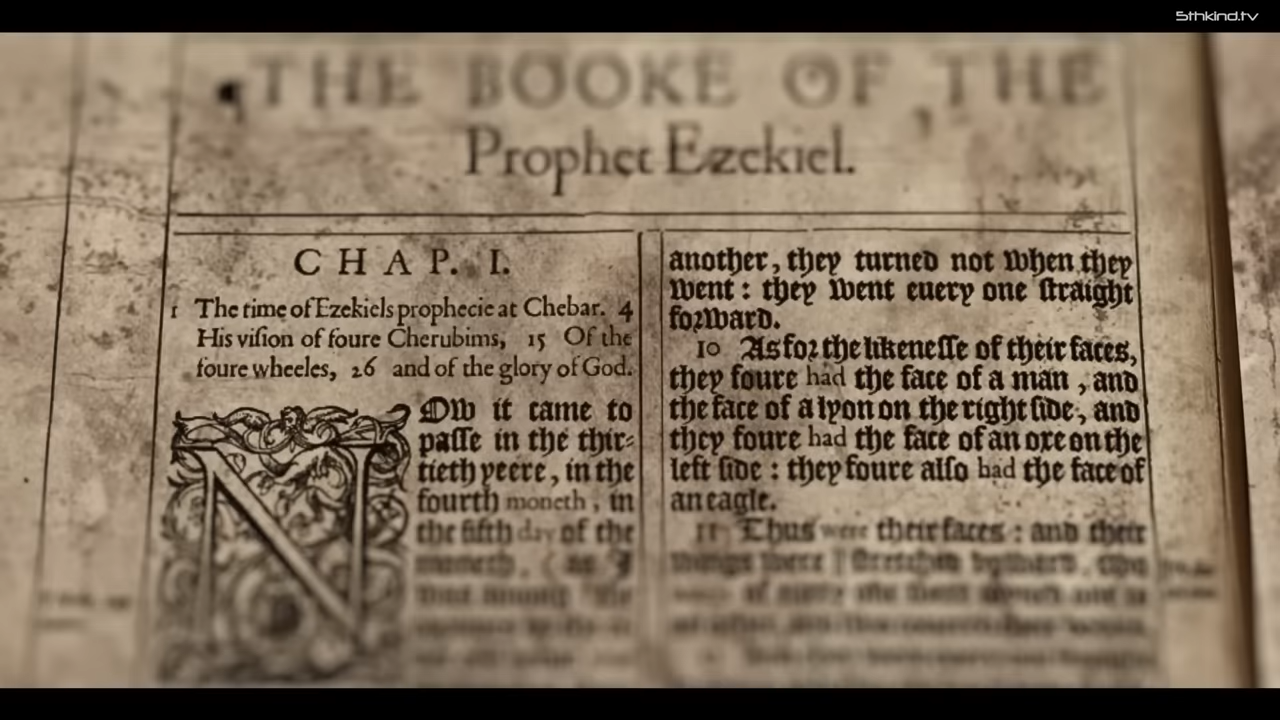 5thkind.tv
THE BOOKE OF THE
Prophet Ezekiel.
CHAP. I.
1 The time of Ezekiels prophecie at Chebar. 4
His viſion of foure Cherubims, 15 Of the
foure wheeles, 26 and of the glory of God.
NOw it came to
paſſe in the thir-
tieth yeere, in the
fourth moneth, in
the fifth day of the
moneth, (as I
another, they turned not when they
went : they went euery one ſtraight
forward.
10 As for the likeneſſe of their faces,
they foure had the face of a man, and
the face of a lyon on the right ſide, and
they foure had the face of an oxe on the
left ſide : they foure alſo had the face of
an eagle.
11 Thus were their faces : and their
wings were ſtretched vpward,